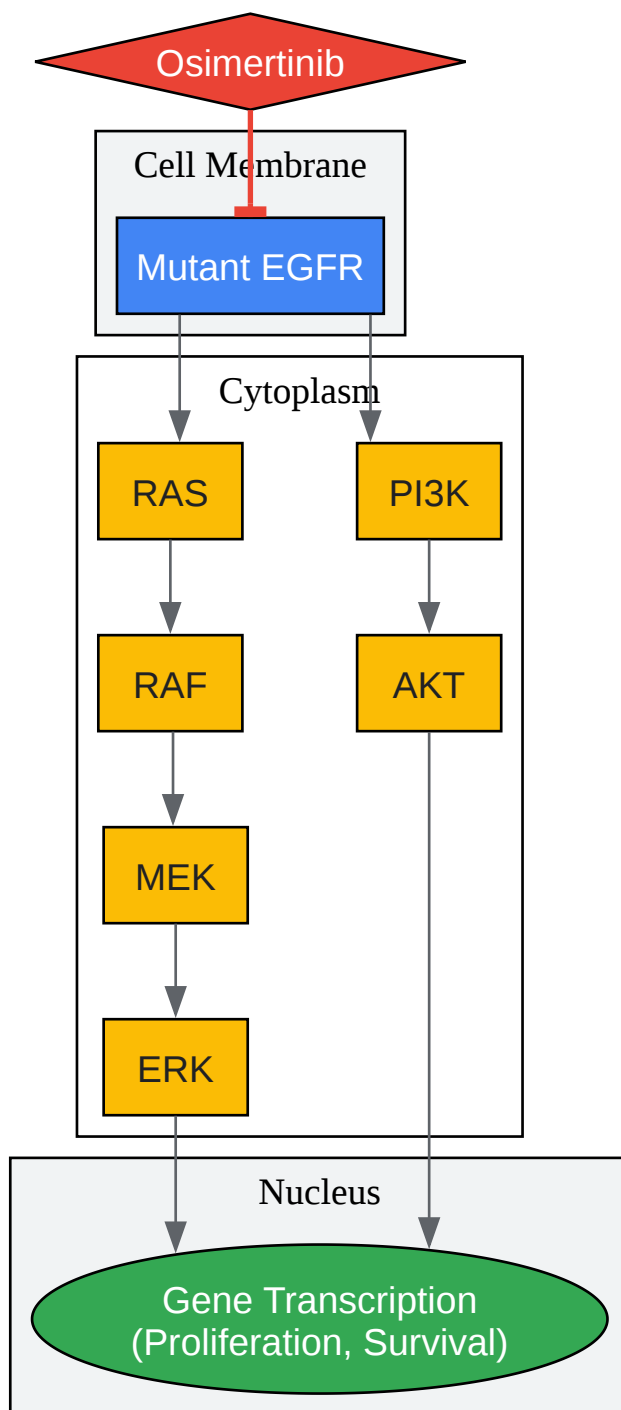 Osimertinib
Cell Membrane
Mutant EGFR
Cytoplasm
RAS
PI3K
RAF
AKT
MEK
ERK
Nucleus
Gene Transcription
(Proliferation, Survival)